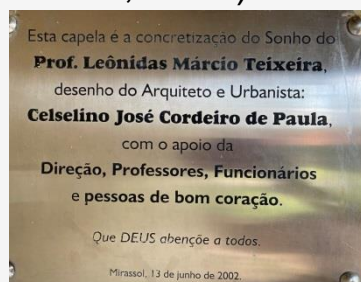 Esta capela é a concretização do Sonho do
Prof. Leônidas Márcio Teixeira,
desenho do Arquiteto e Urbanista:
Celselino José Cordeiro de Paula,
com o apoio da
Direção, Professores, Funcionários
e pessoas de bom coração.
Que DEUS abençõe a todos.
Mirassol, 13 de junho de 2002.